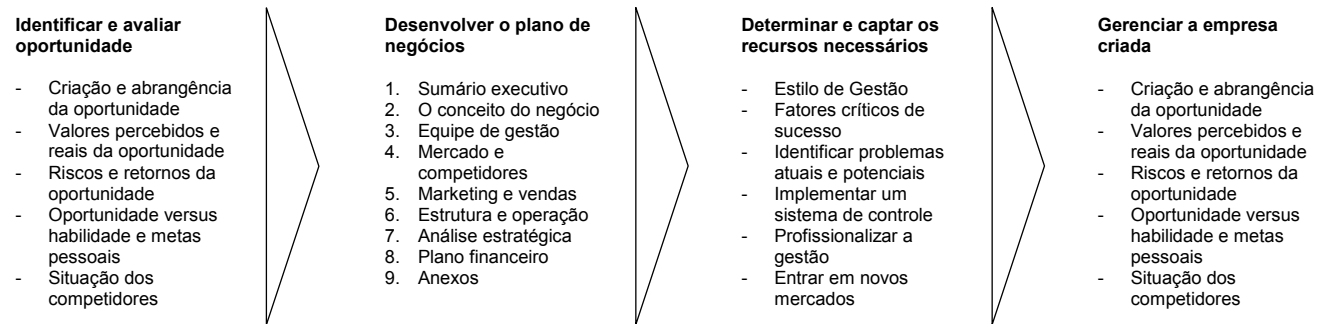 Identificar e avaliar
oportunidade
- Criação e abrangência
da oportunidade
- Valores percebidos e
reais da oportunidade
- Riscos e retornos da
oportunidade
- Oportunidade versus
habilidade e metas
pessoais
- Situação dos
competidores
Desenvolver o plano de
negócios
1. Sumário executivo
2. O conceito do negócio
3. Equipe de gestão
4. Mercado e
competidores
5. Marketing e vendas
6. Estrutura e operação
7. Análise estratégica
8. Plano financeiro
9. Anexos
Determinar e captar os
recursos necessários
- Estilo de Gestão
- Fatores críticos de
sucesso
- Identificar problemas
atuais e potenciais
- Implementar um
sistema de controle
- Profissionalizar a
gestão
- Entrar em novos
mercados
Gerenciar a empresa
criada
- Criação e abrangência
da oportunidade
- Valores percebidos e
reais da oportunidade
- Riscos e retornos da
oportunidade
- Oportunidade versus
habilidade e metas
pessoais
- Situação dos
competidores